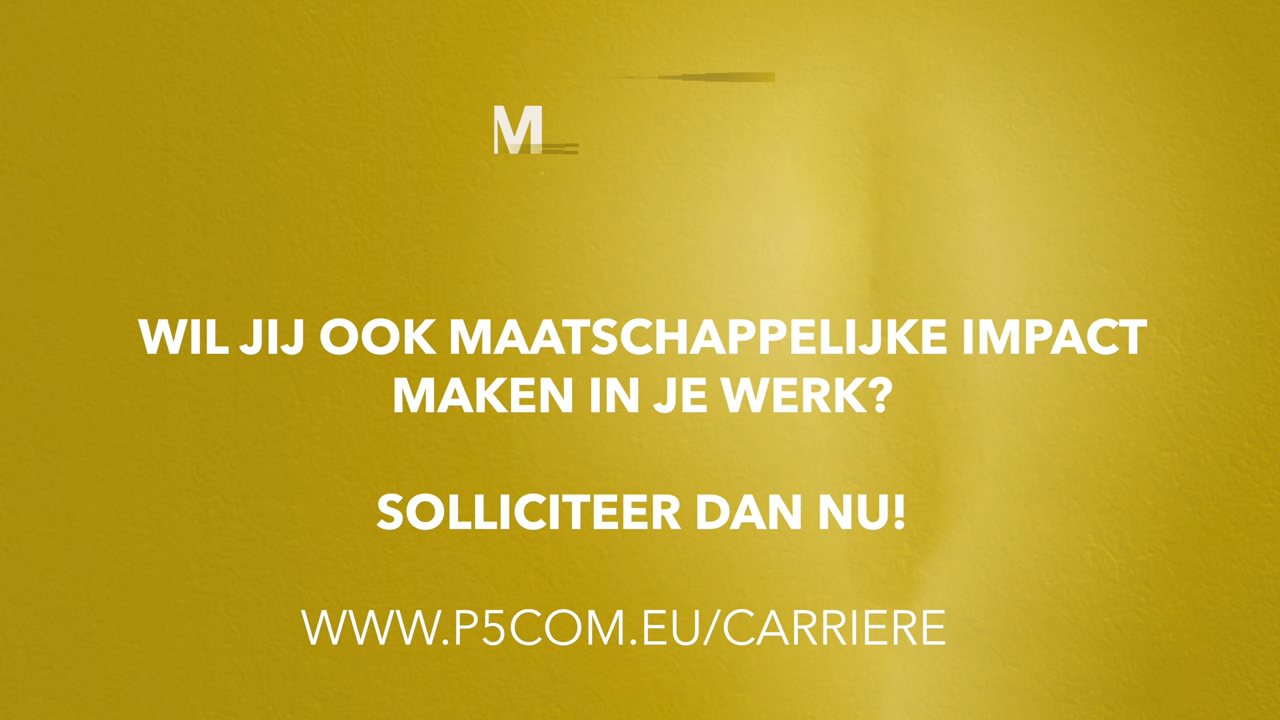 M
WIL JIJ OOK MAATSCHAPPELIJKE IMPACT
MAKEN IN JE WERK?
SOLLICITEER DAN NU!
WWW.P5COM.EU/CARRIERE